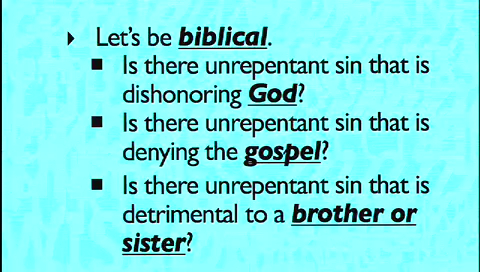 Let's be biblical.
Is there unrepentant sin that is
dishonoring God?
Is there unrepentant sin that is
denying the gospel?
Is there unrepentant sin that is
detrimental to a brother or
sister?